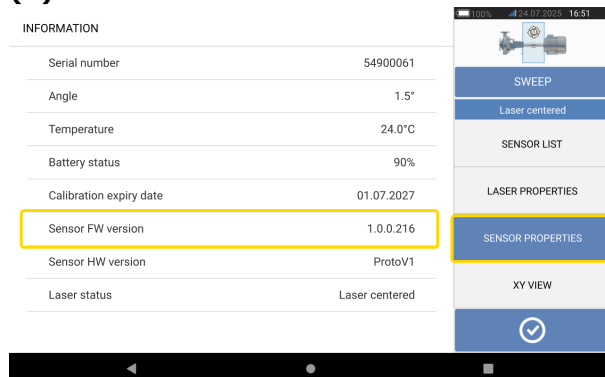 INFORMATION
Serial number 54900061
Angle 1.5°
Temperature 24.0°C
Battery status 90%
Calibration expiry date 01.07.2027
Sensor FW version 1.0.0.216
Sensor HW version ProtoV1
Laser status Laser centered
100% 24.07.2025 16:51
SWEEP
Laser centered
SENSOR LIST
LASER PROPERTIES
SENSOR PROPERTIES
XY VIEW